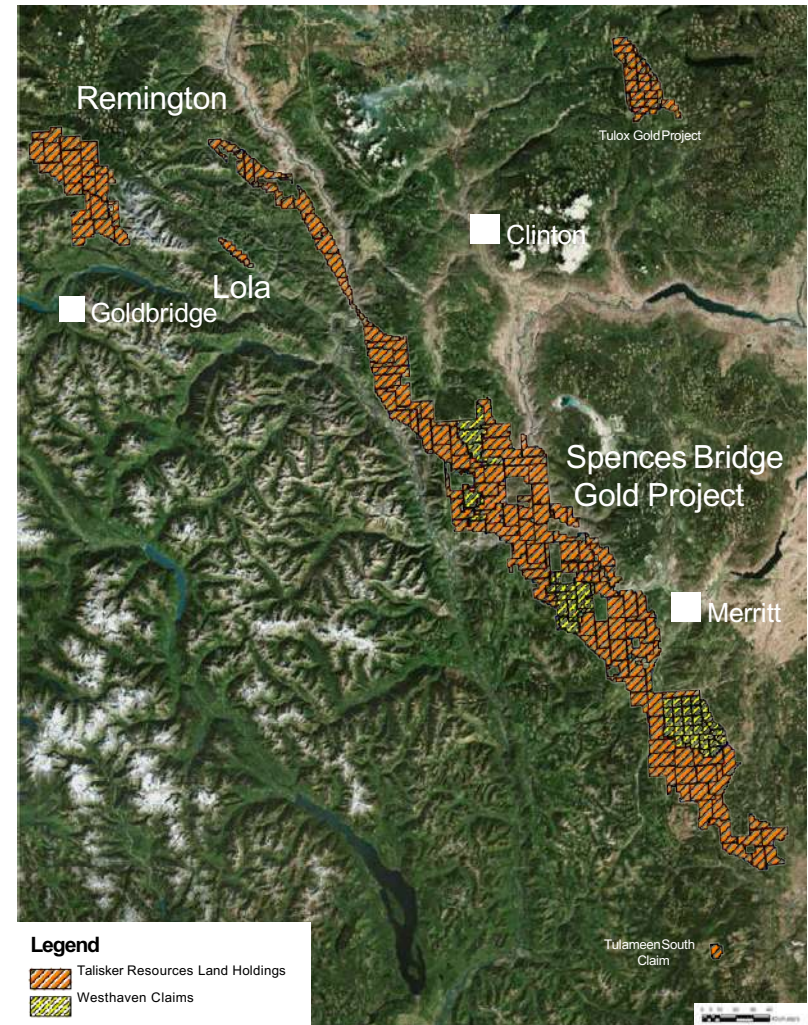 Remington
Tulox Gold Project
Clinton
Lola
Goldbridge
Spences Bridge
Gold Project
Merritt
Tulameen South
Claim
Legend
Talisker Resources Land Holdings
Westhaven Claims